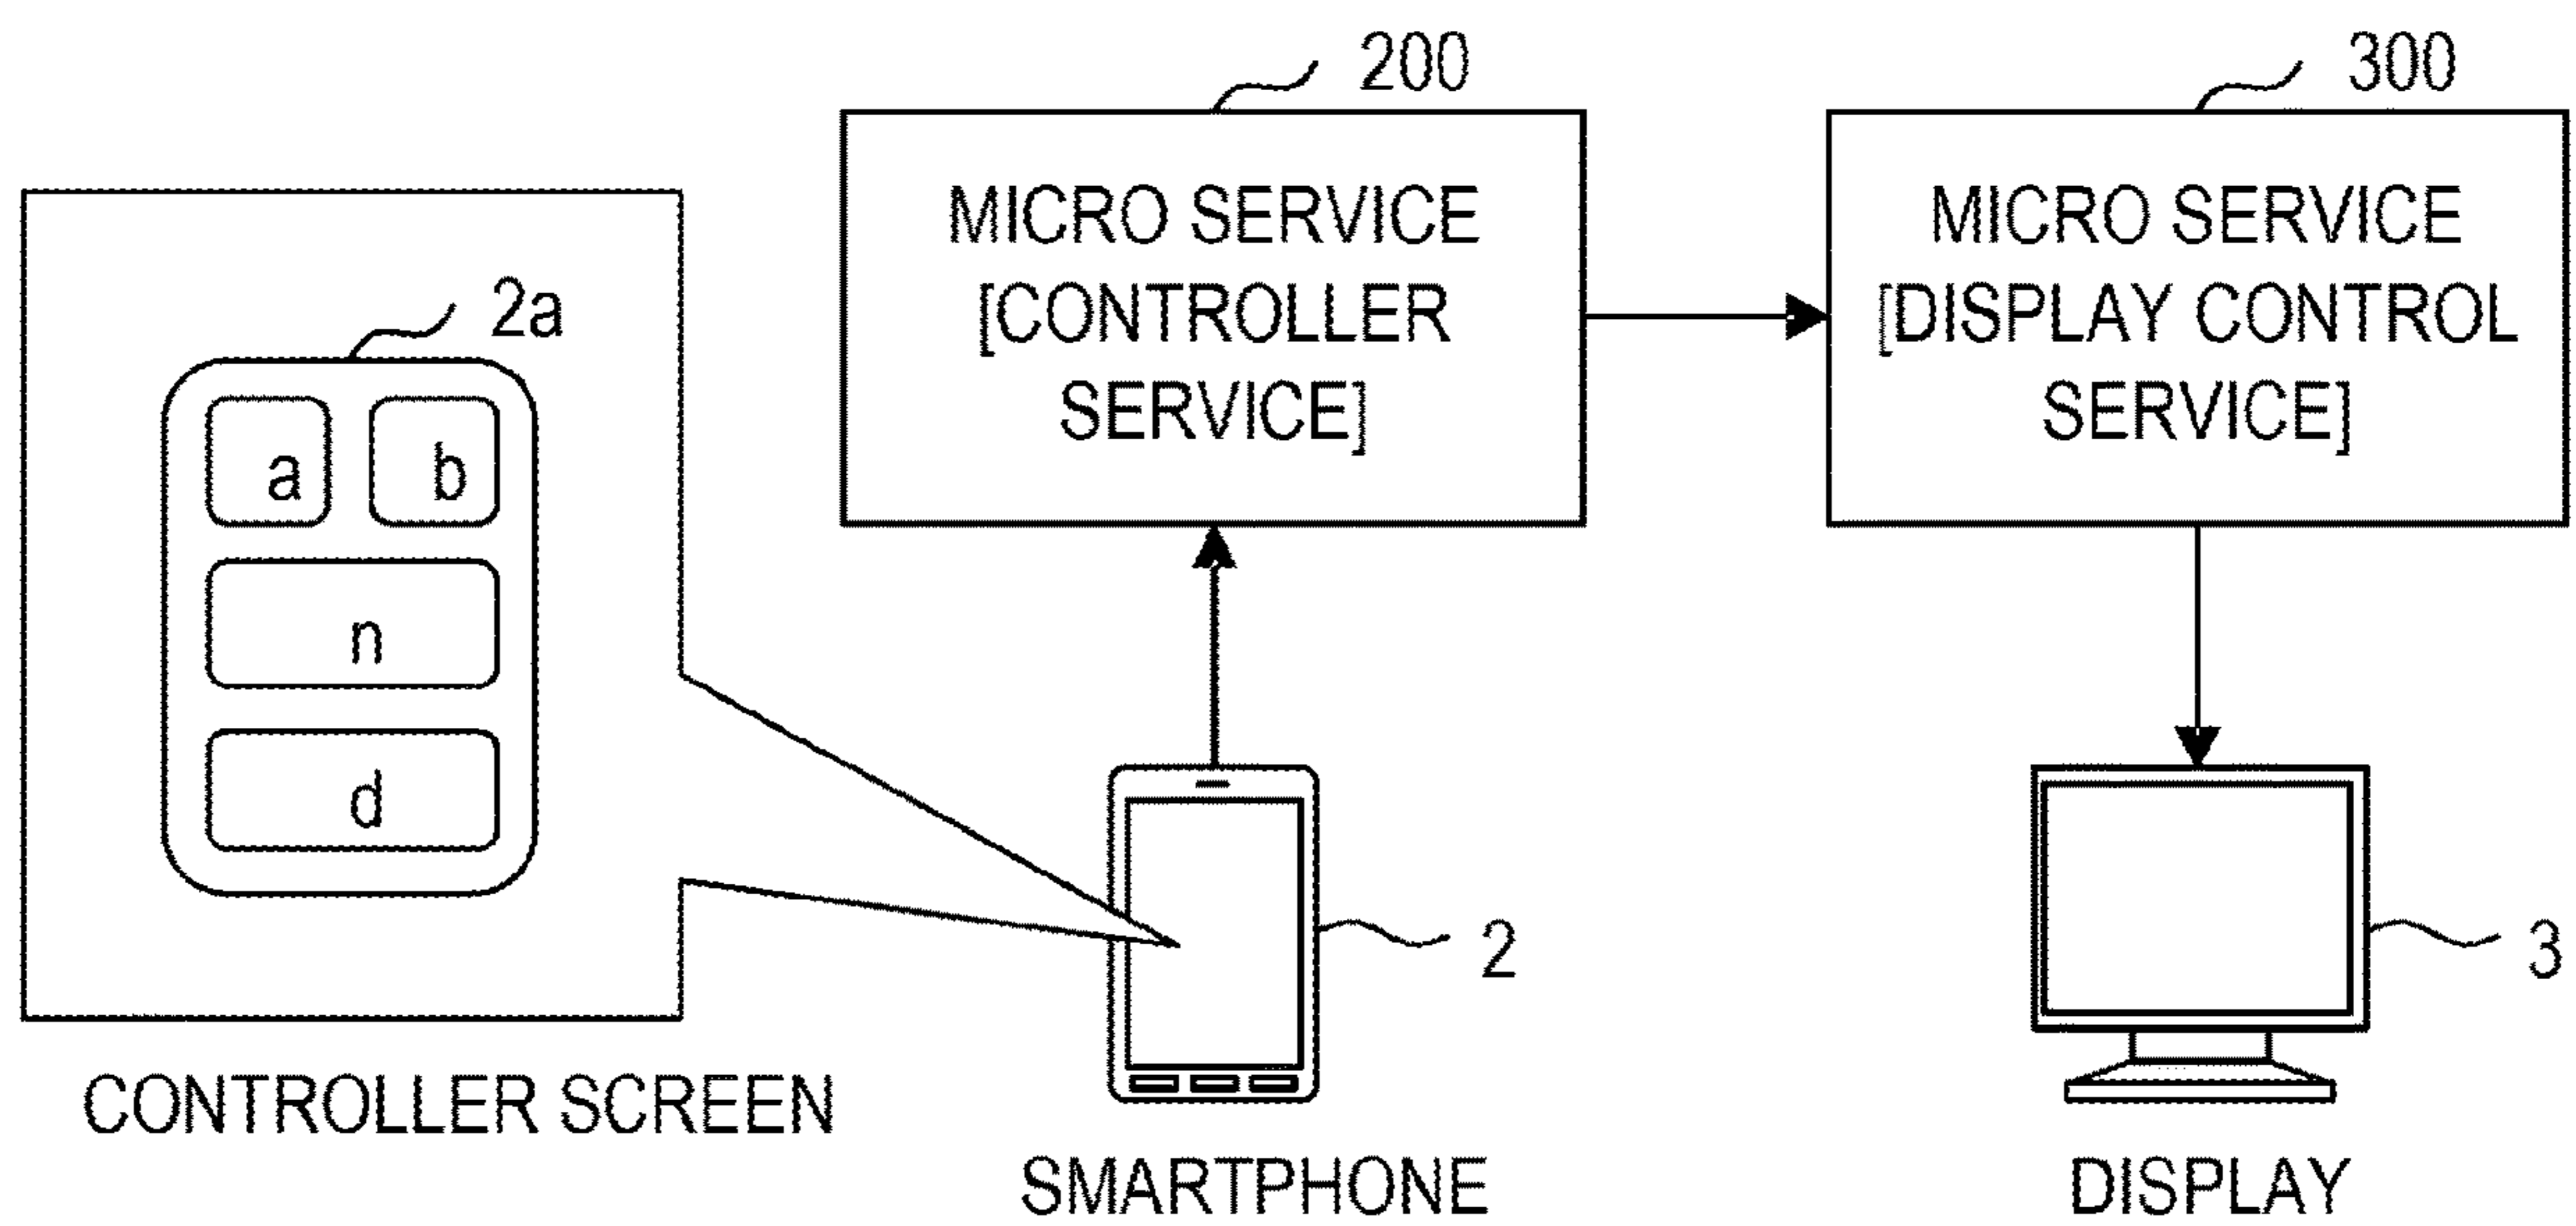 200
300
MICRO SERVICE
[CONTROLLER
SERVICE]
MICRO SERVICE
[DISPLAY CONTROL
SERVICE]
2a
a
b
n
d
2
3
CONTROLLER SCREEN
SMARTPHONE
DISPLAY